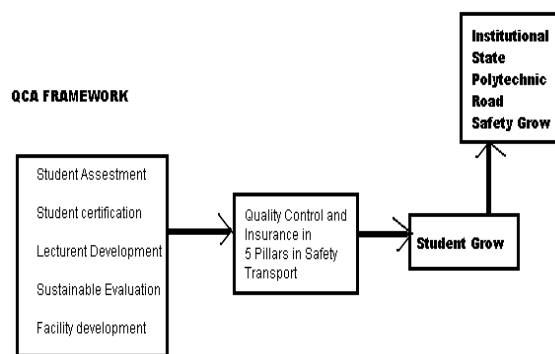 QCA FRAMEWORK
Student Assestment
Student certification
Lecturent Development
Sustainable Evaluation
Facility development
Quality Control and
Insurance in
5 Pillars in Safety
Transport
Student Grow
Institutional
State
Polytechnic
Road
Safety Grow